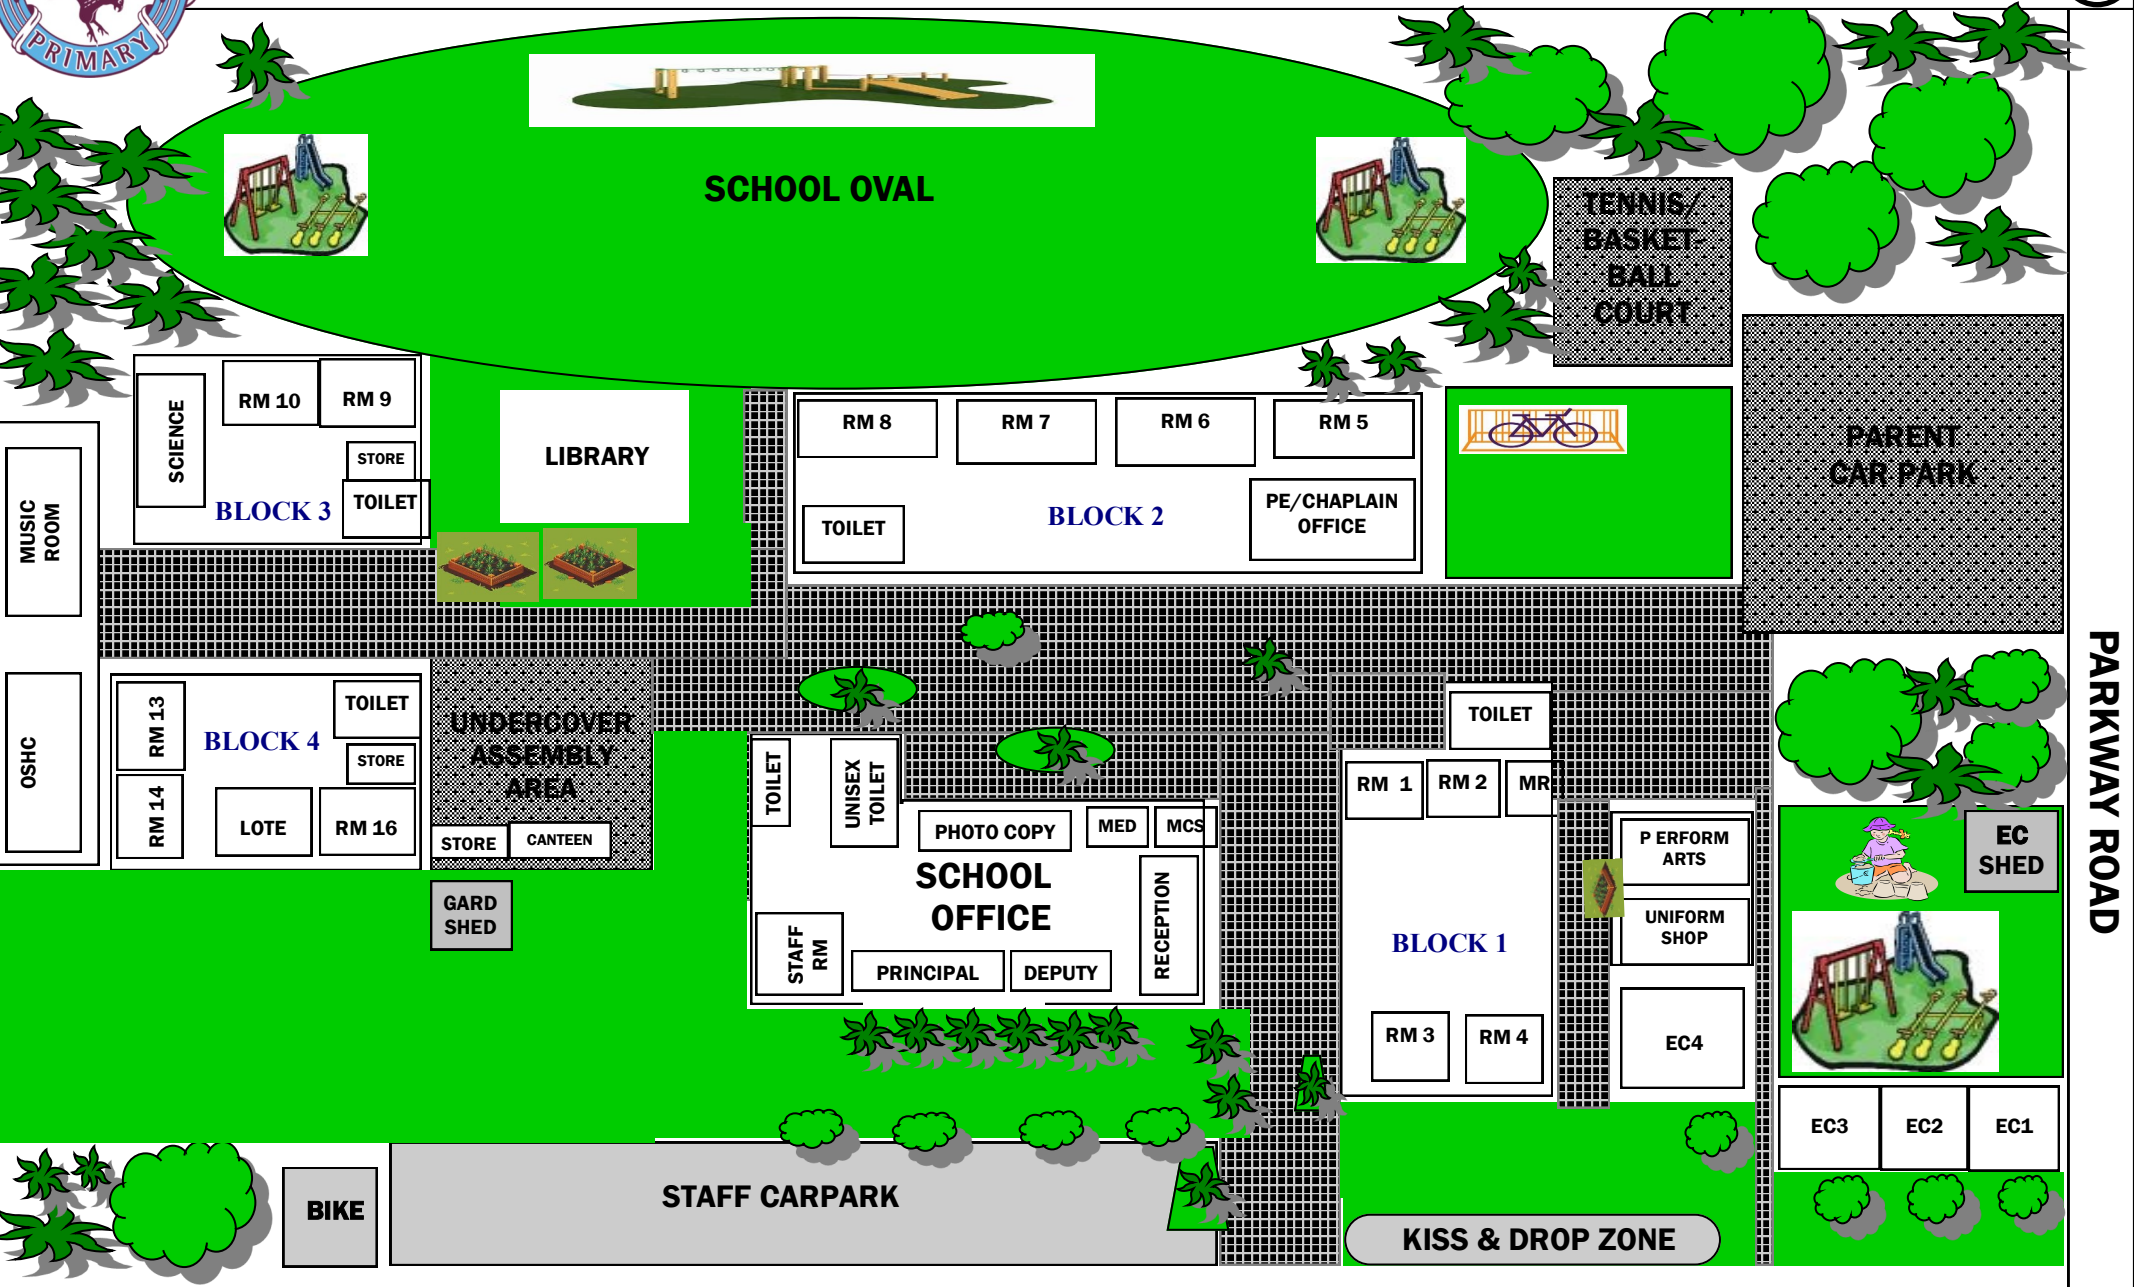 PRIMARY
SCHOOL OVAL
TENNIS/
BASKET-
BALL
COURT
SCIENCE
RM 10
RM 9
STORE
TOILET
BLOCK 3
LIBRARY
RM 8
RM 7
RM 6
RM 5
TOILET
BLOCK 2
PE/CHAPLAIN
OFFICE
PARENT
CAR PARK
MUSIC
ROOM
OSHC
RM 13
RM 14
BLOCK 4
TOILET
STORE
LOTE
RM 16
UNDERCOVER
ASSEMBLY
AREA
STORE
CANTEEN
GARD
SHED
TOILET
UNISEX
TOILET
PHOTO COPY
MED
MCS
SCHOOL
OFFICE
STAFF
RM
PRINCIPAL
DEPUTY
RECEPTION
TOILET
RM 1
RM 2
MR
BLOCK 1
RM 3
RM 4
P ERFORM
ARTS
UNIFORM
SHOP
EC4
EC
SHED
EC3
EC2
EC1
PARKWAY ROAD
BIKE
STAFF CARPARK
KISS & DROP ZONE